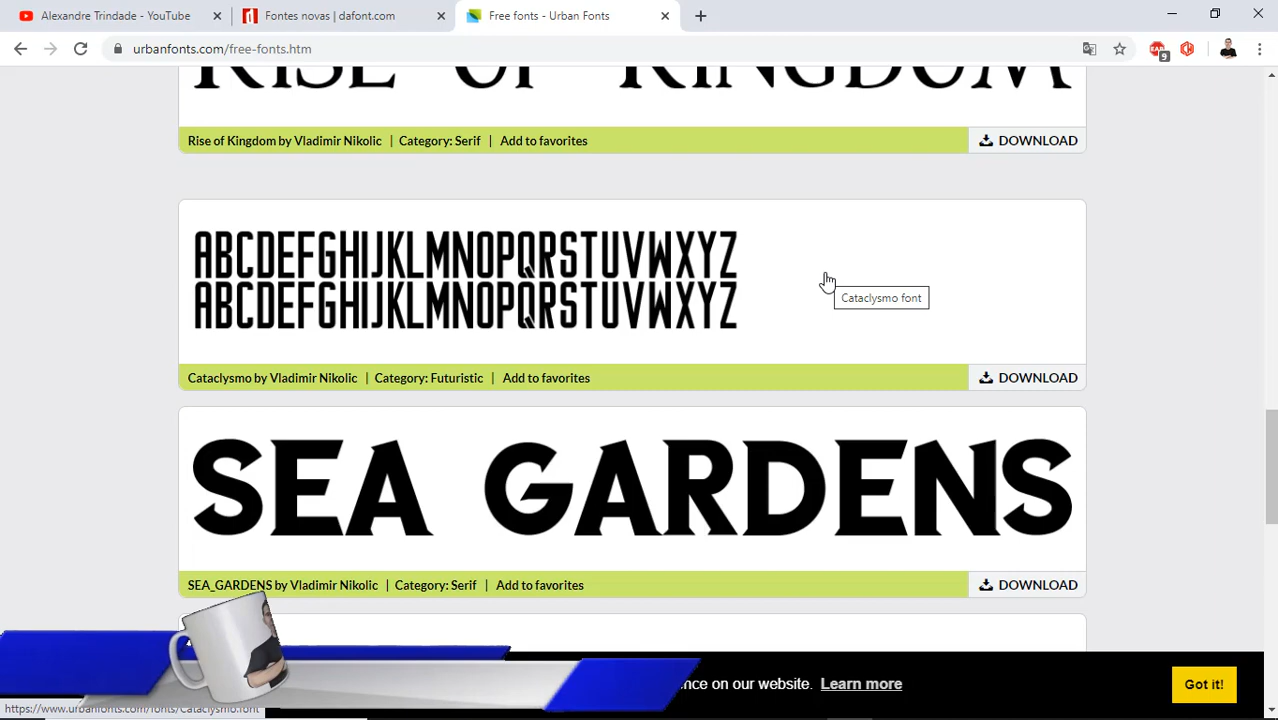 Alexandre Trindade - YouTube
Fontes novas | dafont.com
Free fonts - Urban Fonts
urbanfonts.com/free-fonts.htm
9
RISE OF KINGDOM
Rise of Kingdom by Vladimir Nikolic | Category: Serif | Add to favorites
DOWNLOAD
ABCDEFGHIJKLMNOPQRSTUVWXYZ
ABCDEFGHIJKLMNOPQRSTUVWXYZ
Cataclysmo font
Cataclysmo by Vladimir Nikolic | Category: Futuristic | Add to favorites
DOWNLOAD
SEA GARDENS
SEA_GARDENS by Vladimir Nikolic | Category: Serif | Add to favorites
DOWNLOAD
on our website. Learn more
Got it!
https://www.urbanfonts.com/fonts/Cataclysmo.font